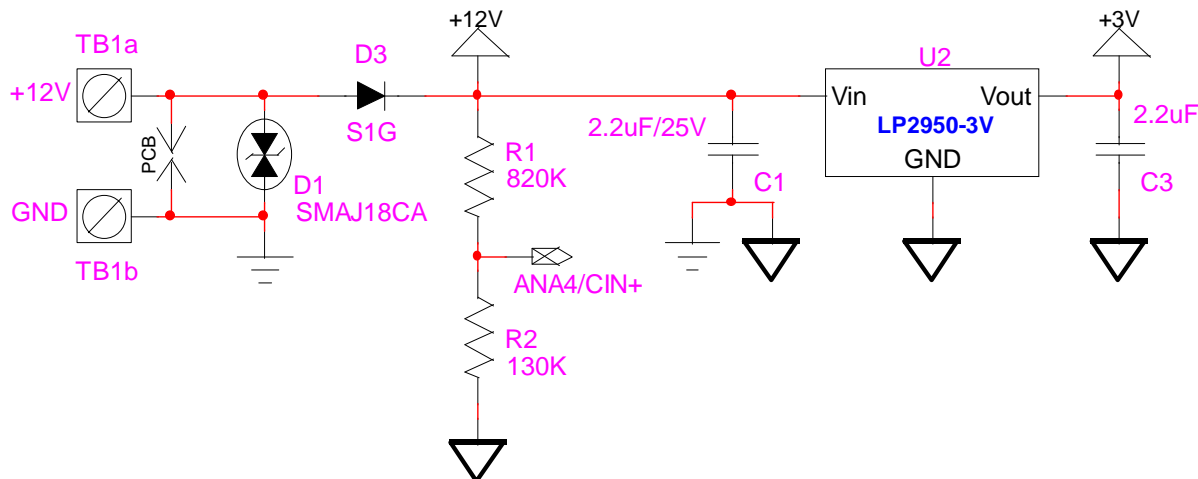 TB1a
+12V
PCB
GND
TB1b
D1
SMAJ18CA
D3
S1G
+12V
R1
820K
ANA4/CIN+
R2
130K
2.2uF/25V
C1
U2
Vin
Vout
LP2950-3V
GND
+3V
2.2uF
C3